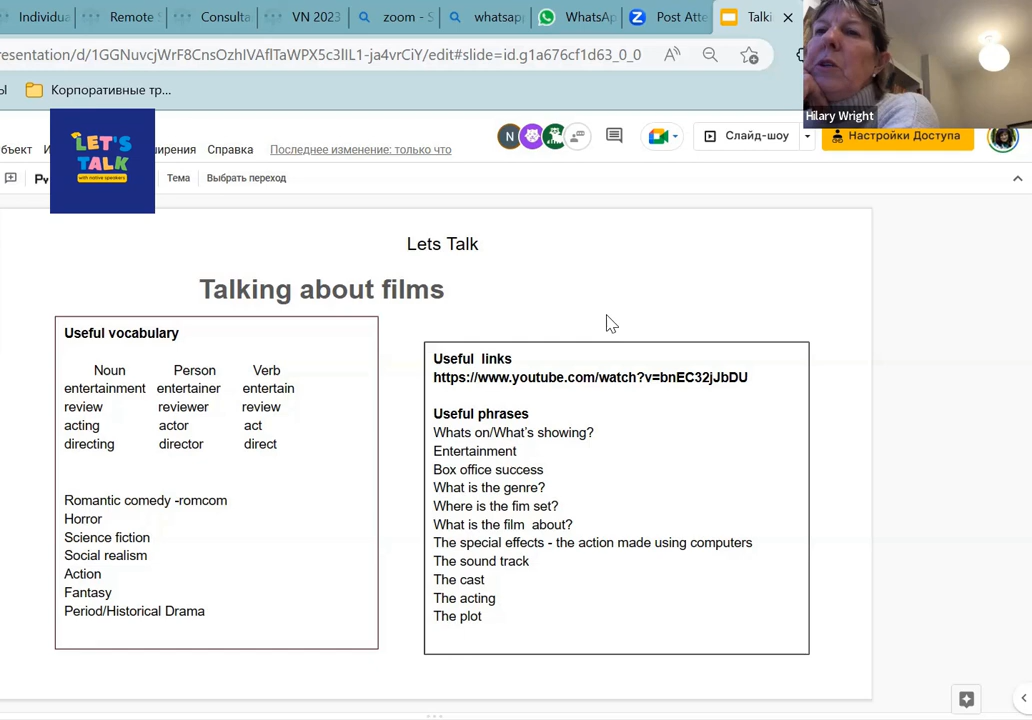 Individua
Remote
Consulta
VN 2023
zoom - S
whatsapp
WhatsAp
Post Atte
Talki
resentation/d/1GGNuvcjWrF8CnsOzhIVAflTaWPX5c3lIL1-ja4vrCiY/edit#slide=id.g1a676cf1d63_0_0
Корпоративные тр...
Hilary Wright
LET'S
TALK
with native speakers
бъект
ирения
Справка
Последнее изменение: только что
N
Слайд-шоу
Настройки Доступа
Тема
Выбрать переход
Lets Talk
Talking about films
Useful vocabulary
Noun Person Verb
entertainment entertainer entertain
review reviewer review
acting actor act
directing director direct
Romantic comedy -romcom
Horror
Science fiction
Social realism
Action
Fantasy
Period/Historical Drama
Useful links
https://www.youtube.com/watch?v=bnEC32jJbDU
Useful phrases
Whats on/What's showing?
Entertainment
Box office success
What is the genre?
Where is the fim set?
What is the film about?
The special effects - the action made using computers
The sound track
The cast
The acting
The plot